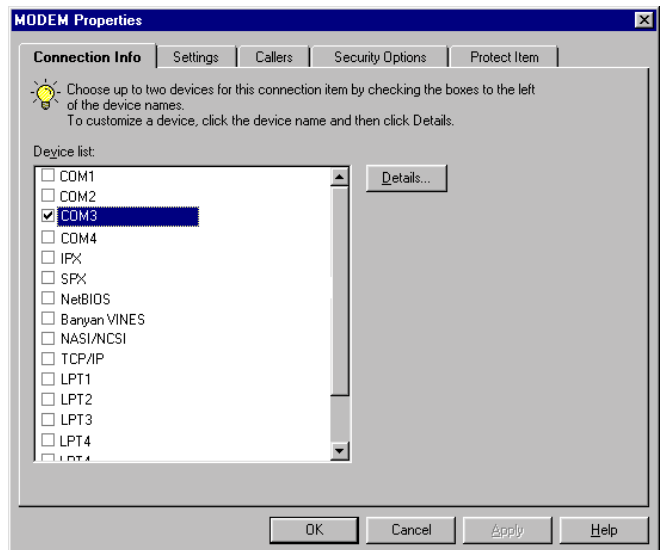 MODEM Properties
Connection Info
Settings
Callers
Security Options
Protect Item
Choose up to two devices for this connection item by checking the boxes to the left
of the device names.
To customize a device, click the device name and then click Details.
Device list:
COM1
Details...
COM2
COM3
COM4
IPX
SPX
NetBIOS
Banyan VINES
NASI/NCSI
TCP/IP
LPT1
LPT2
LPT3
LPT4
LPT4
OK
Cancel
Apply
Help